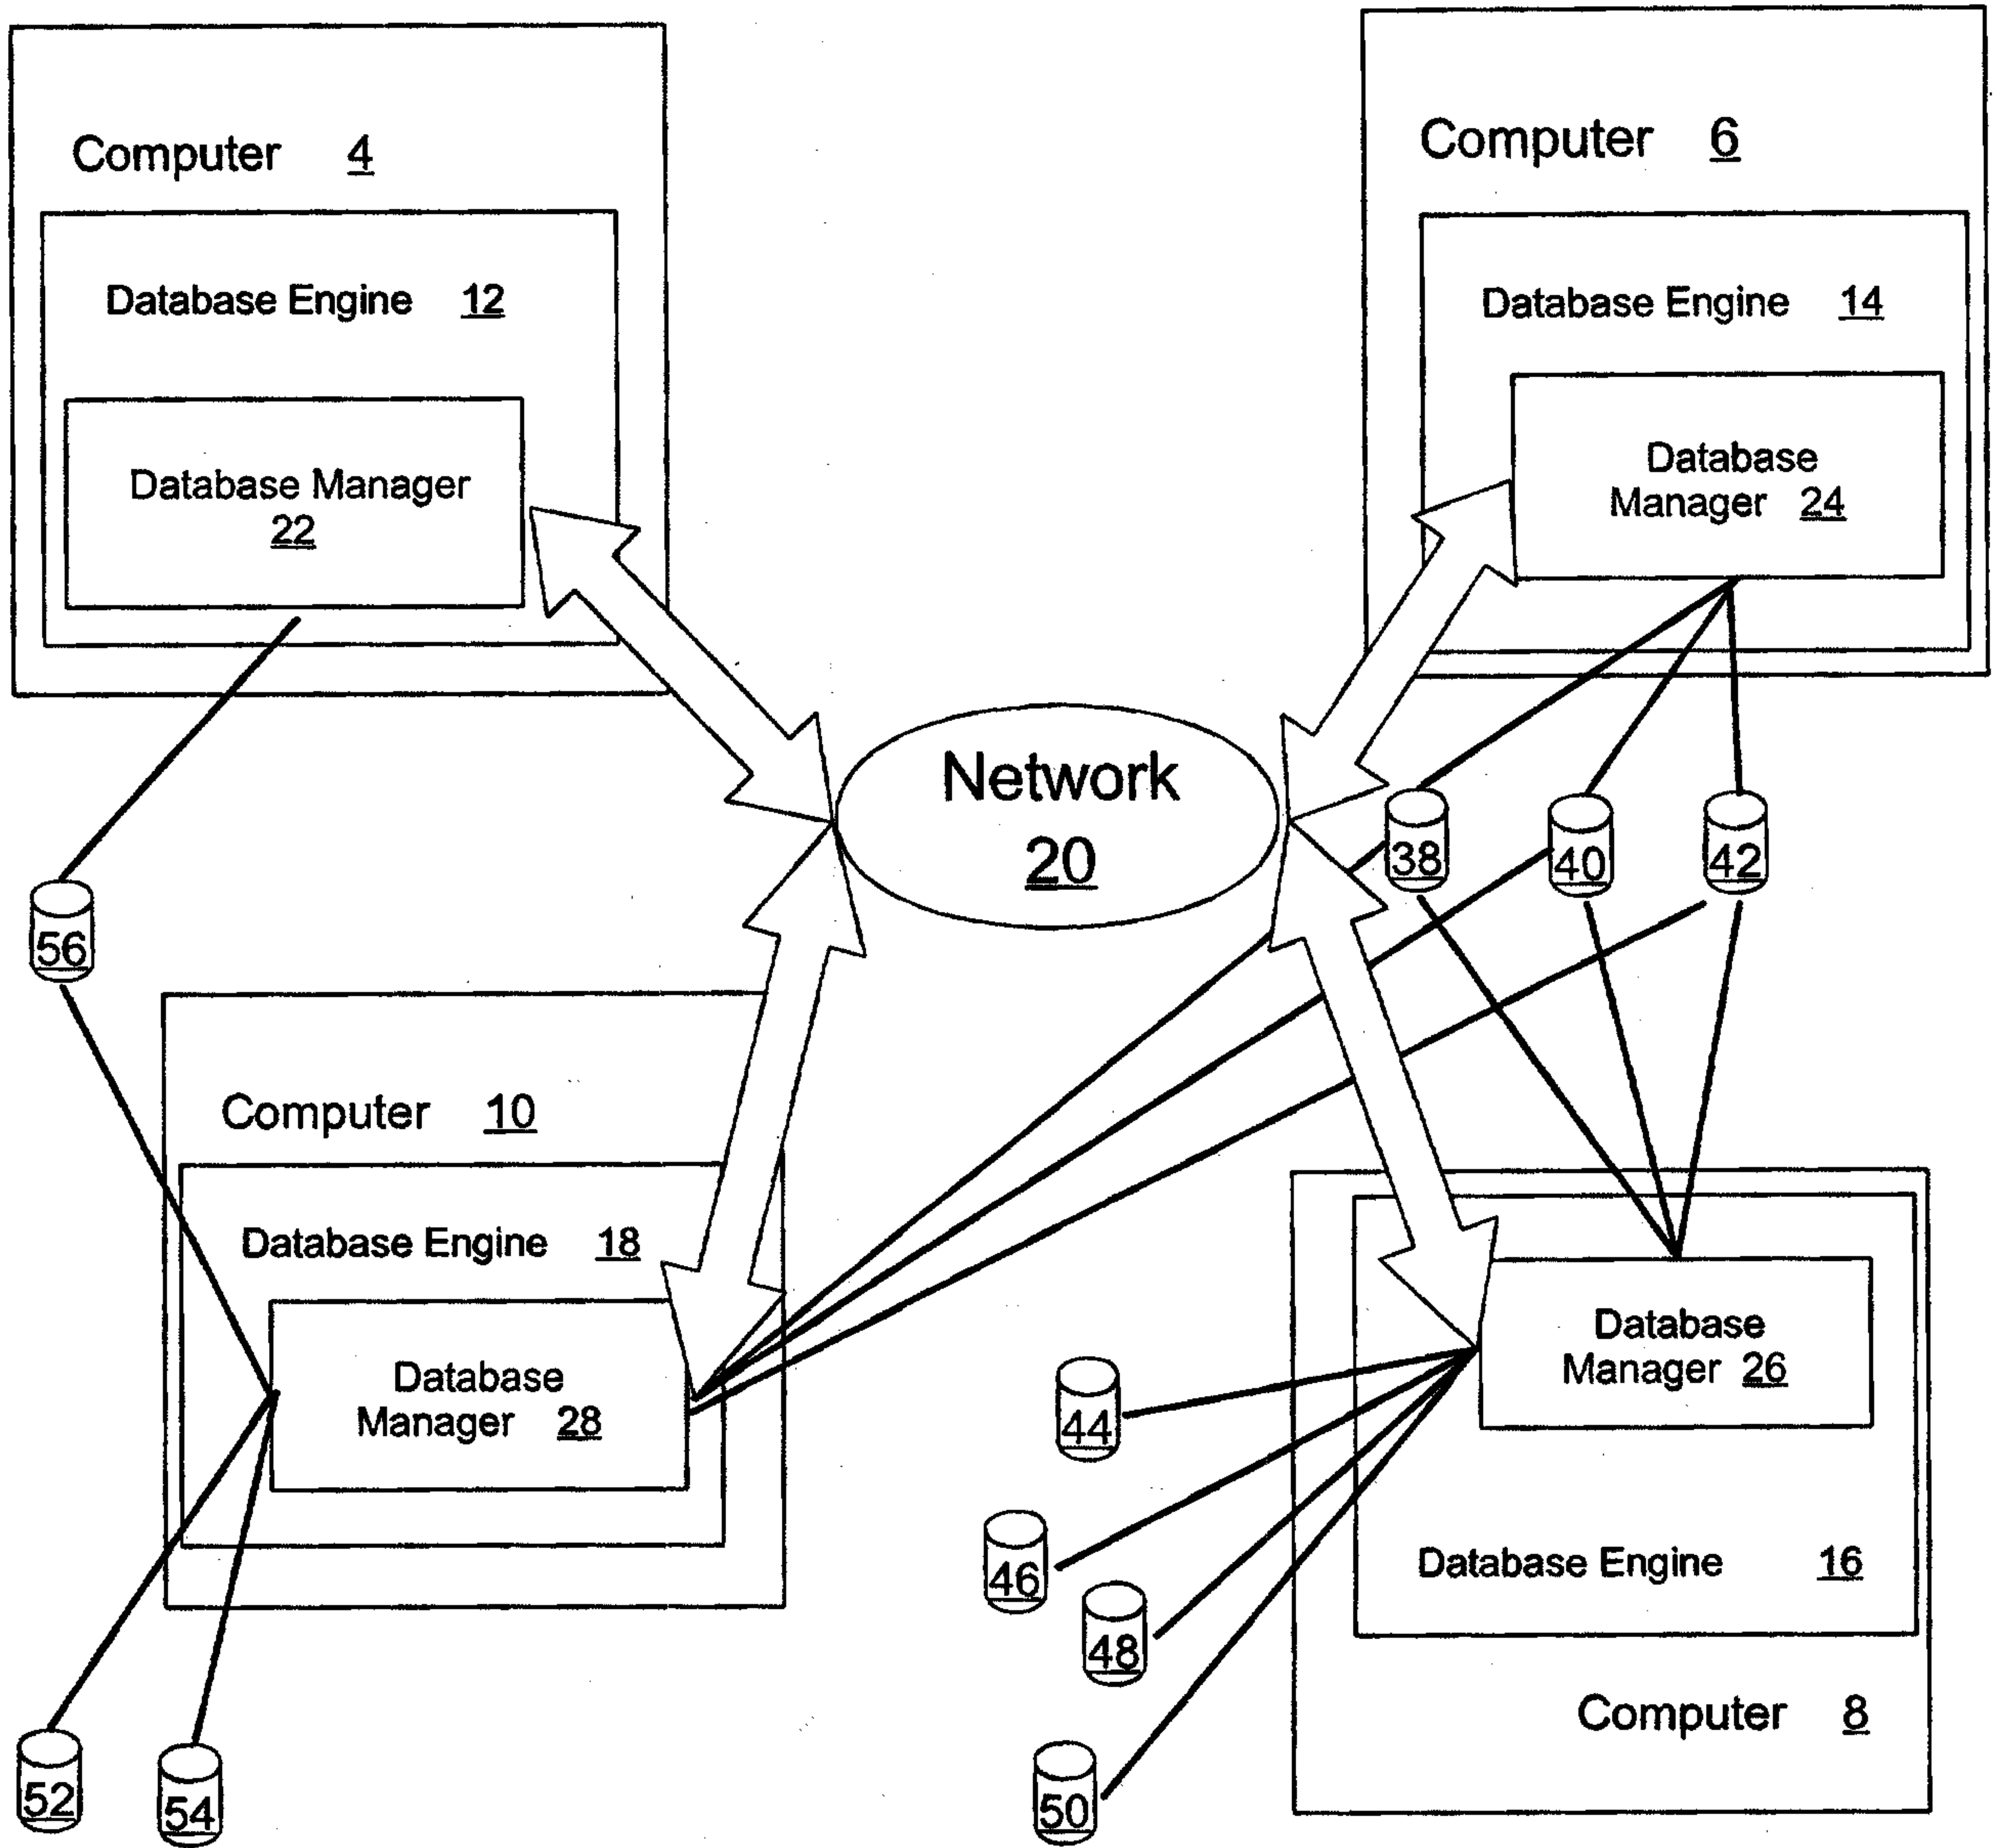 Computer 4
Database Engine 12
Database Manager
22
Computer 6
Database Engine 14
Database
Manager 24
Network
20
38
40
42
56
Computer 10
Database Engine 18
Database
Manager 28
Database
Manager 26
44
46
48
50
Database Engine 16
Computer 8
52
54